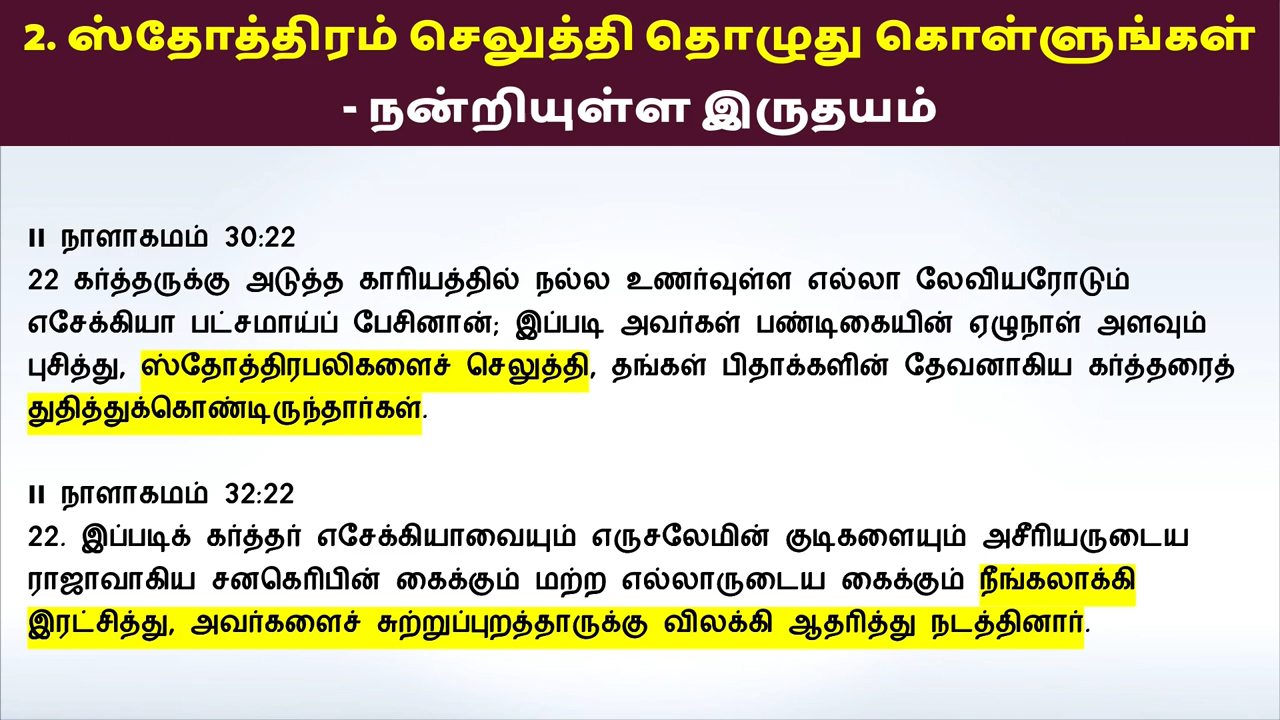 2. ஸ்தோத்திரம் செலுத்தி தொழுது கொள்ளுங்கள்
- நன்றியுள்ள இருதயம்
II நாளாகமம் 30:22
22 கர்த்தருக்கு அடுத்த காரியத்தில் நல்ல உணர்வுள்ள எல்லா லேவியரோடும்
எசேக்கியா பட்சமாய்ப் பேசினான்; இப்படி அவர்கள் பண்டிகையின் ஏழுநாள் அளவும்
புசித்து, ஸ்தோத்திரபலிகளைச் செலுத்தி, தங்கள் பிதாக்களின் தேவனாகிய கர்த்தரைத்
துதித்துக்கொண்டிருந்தார்கள்.
II நாளாகமம் 32:22
22. இப்படிக் கர்த்தர் எசேக்கியாவையும் எருசலேமின் குடிகளையும் அசீரியருடைய
ராஜாவாகிய சனகெரிபின் கைக்கும் மற்ற எல்லாருடைய கைக்கும் நீங்கலாக்கி
இரட்சித்து, அவர்களைச் சுற்றுப்புறத்தாருக்கு விலக்கி ஆதரித்து நடத்தினார்.